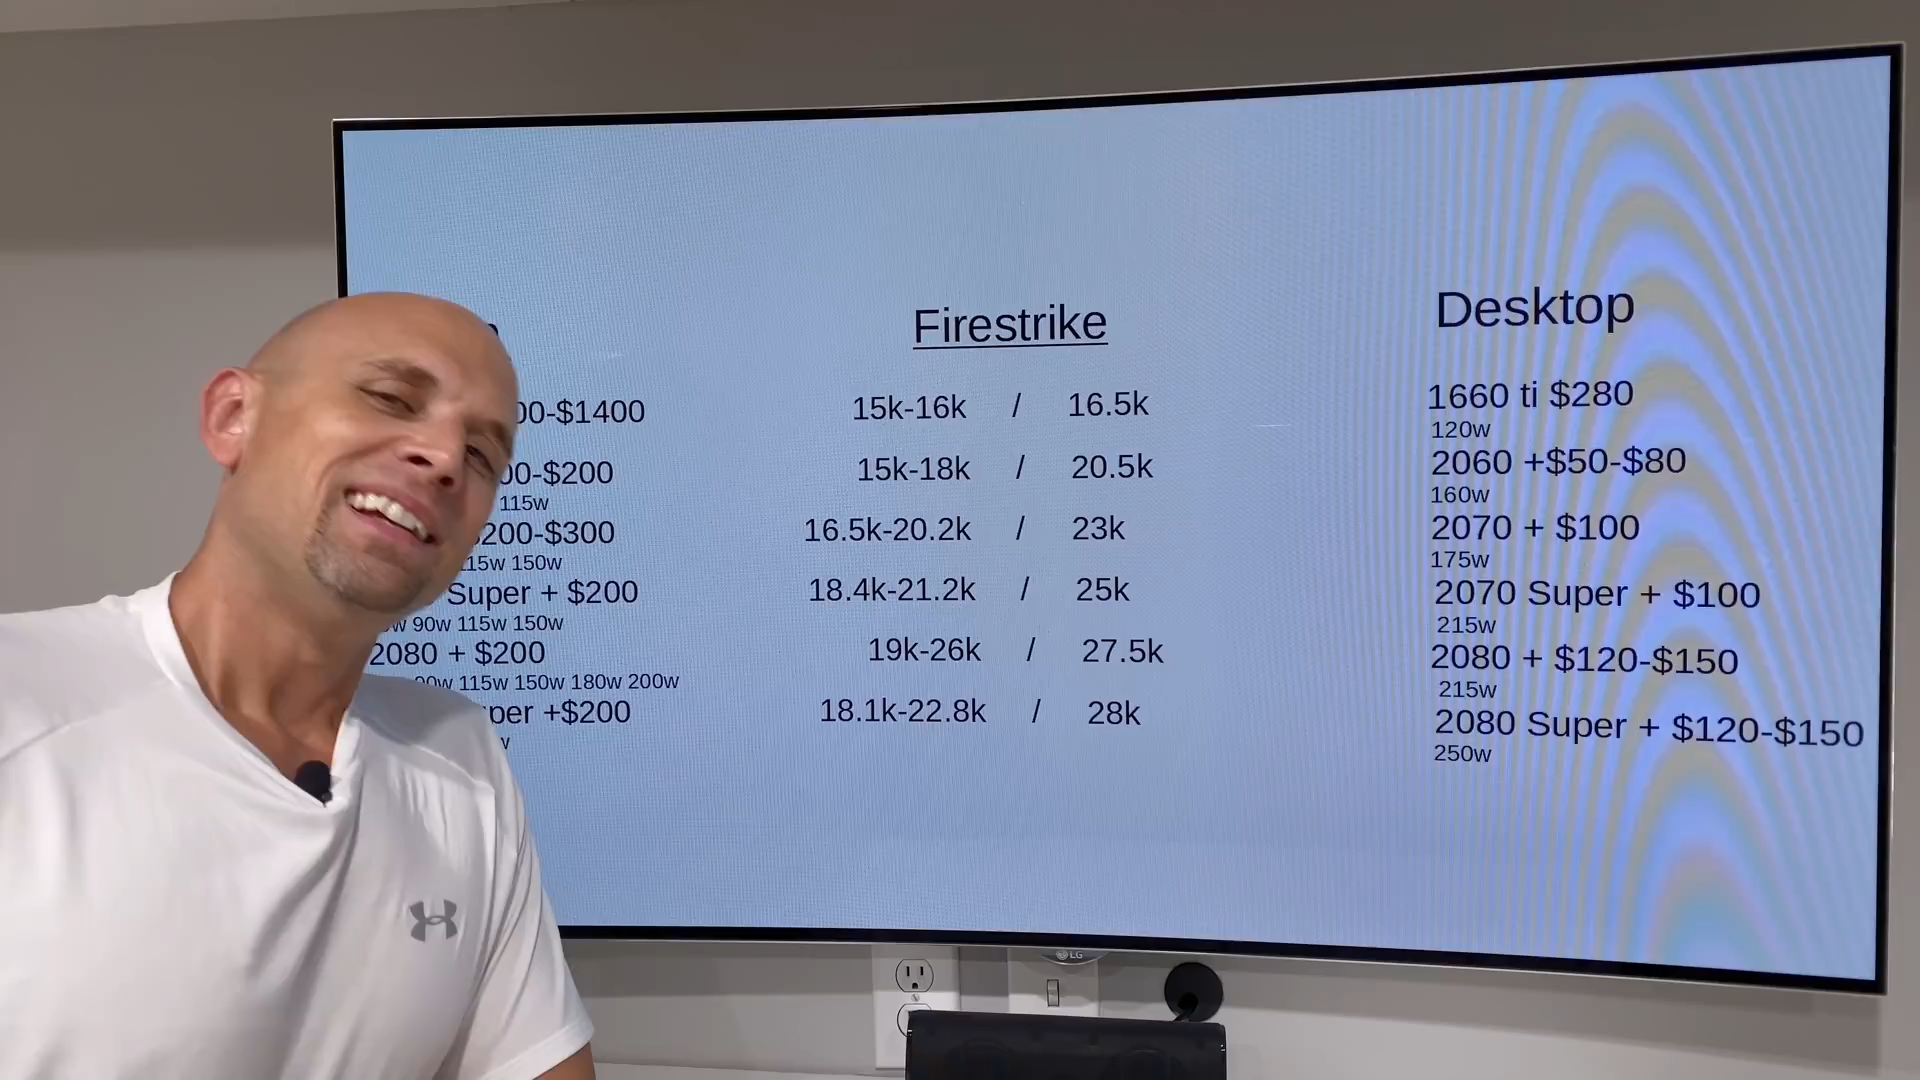 Firestrike
Desktop
00-$1400
15k-16k / 16.5k
1660 ti $280
120w
00-$200
15k-18k / 20.5k
2060 +$50-$80
115w
160w
$200-$300
16.5k-20.2k / 23k
2070 + $100
115w 150w
175w
Super + $200
18.4k-21.2k / 25k
2070 Super + $100
90w 115w 150w
215w
2080 + $200
19k-26k / 27.5k
2080 + $120-$150
90w 115w 150w 180w 200w
215w
+$200
18.1k-22.8k / 28k
2080 Super + $120-$150
250w
LG